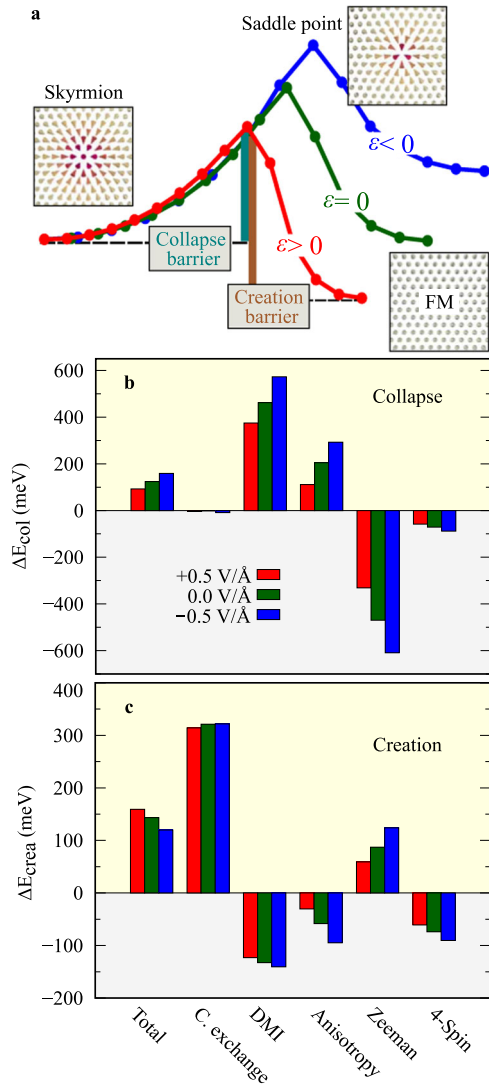 a
Saddle point
Skyrmion
ε< 0
ε= 0
ε> 0
Collapse
barrier
Creation
barrier
FM
b
Collapse
600
400
200
0
−200
−400
−600
ΔEcol (meV)
+0.5 V/Å
0.0 V/Å
−0.5 V/Å
c
Creation
400
300
200
100
0
−100
−200
ΔEcrea (meV)
Total
C. exchange
DMI
Anisotropy
Zeeman
4-Spin